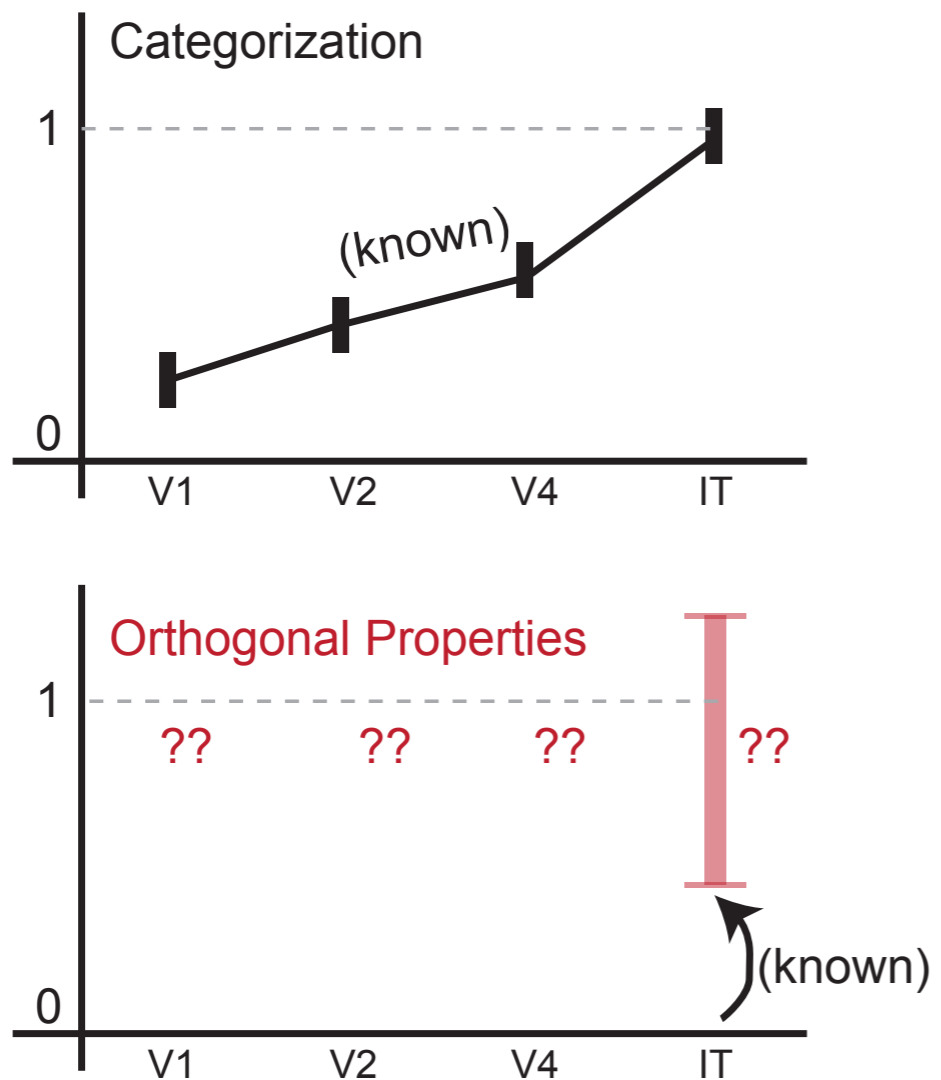 Categorization
1
(known)
0
V1 V2 V4 IT
Orthogonal Properties
1
?? ?? ?? ??
(known)
0
V1 V2 V4 IT